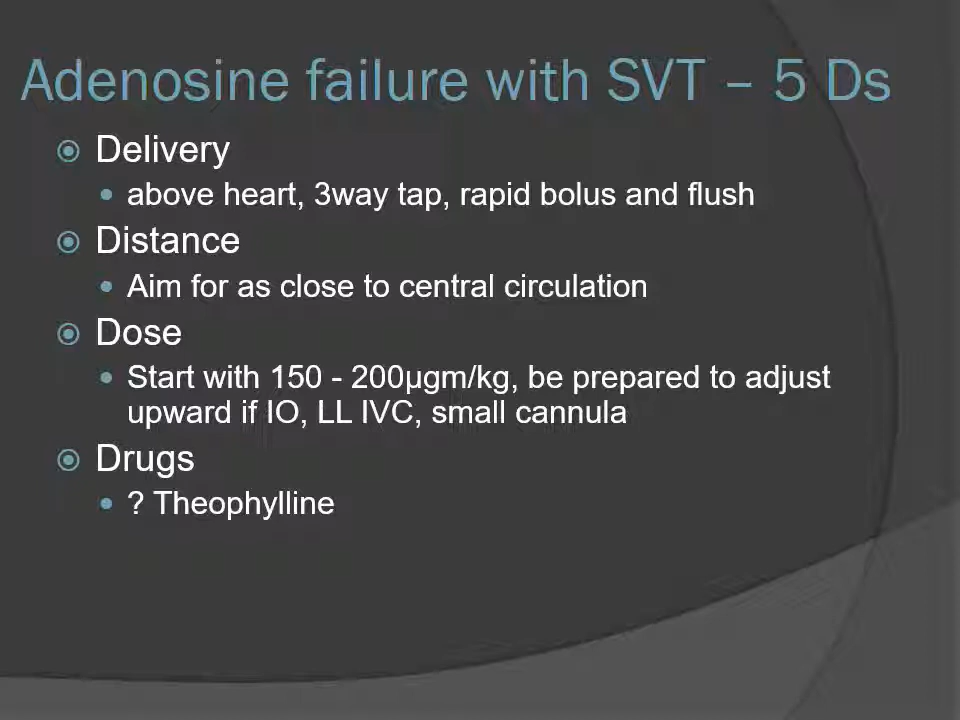 Adenosine failure with SVT – 5 Ds
Delivery
above heart, 3way tap, rapid bolus and flush
Distance
Aim for as close to central circulation
Dose
Start with 150 - 200µgm/kg, be prepared to adjust
upward if IO, LL IVC, small cannula
Drugs
? Theophylline